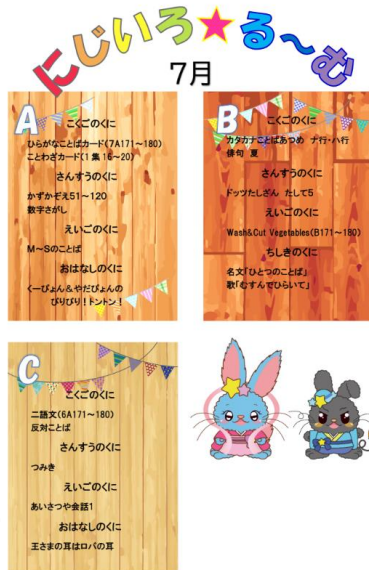 にじいろ★る～む
7月
A
こくごのくに
ひらがなことばカード(7A171～180)
ことわざカード(1集16～20)
さんすうのくに
かずかぞえ51～120
数字さがし
えいごのくに
M～Sのことば
おはなしのくに
くーぴょん＆やだぴょんの
びりびり！トントン！
B
こくごのくに
カタカナことばあつめ ナ行・ハ行
俳句 夏
さんすうのくに
ドッツたしざん たして5
えいごのくに
Wash&Cut Vegetables(B171～180)
ちしきのくに
名文「ひとつのことば」
歌「むすんでひらいて」
C
こくごのくに
二語文(6A171～180)
反対ことば
さんすうのくに
つみき
えいごのくに
あいさつや会話1
おはなしのくに
王さまの耳はロバの耳